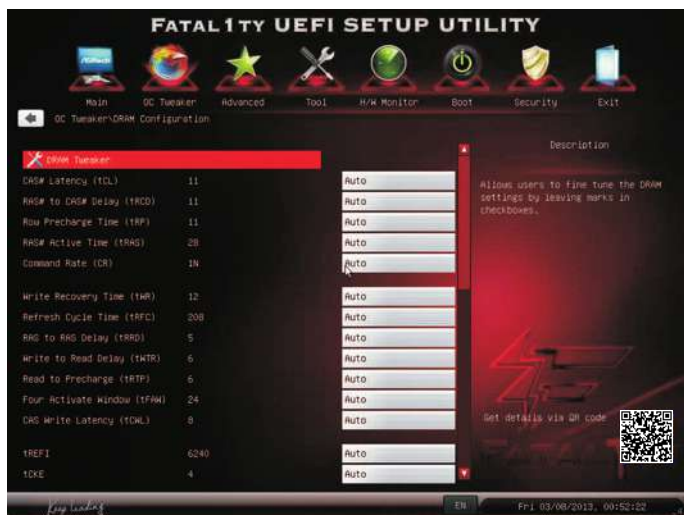 FATAL1TY UEFI SETUP UTILITY
ASRock
Main OC Tweaker Advanced Tool H/W Monitor Boot Security Exit
OC Tweaker\DRAM Configuration
DRAM Tweaker
CAS# Latency (tCL) 11 Auto
RAS# to CAS# Delay (tRCD) 11 Auto
Row Precharge Time (tRP) 11 Auto
RAS# Active Time (tRAS) 28 Auto
Command Rate (CR) 1N Auto
Write Recovery Time (tWR) 12 Auto
Refresh Cycle Time (tRFC) 208 Auto
RAS to RAS Delay (tRRD) 5 Auto
Write to Read Delay (tWTR) 6 Auto
Read to Precharge (tRTP) 6 Auto
Four Activate Window (tFAW) 24 Auto
CAS Write Latency (tCWL) 8 Auto
tREFI 6240 Auto
tCKE 4 Auto
Description
Allows users to fine tune the DRAM
settings by leaving marks in
checkboxes.
Get details via QR code
Keep Leading
EN
Fri 03/08/2013, 00:52:22